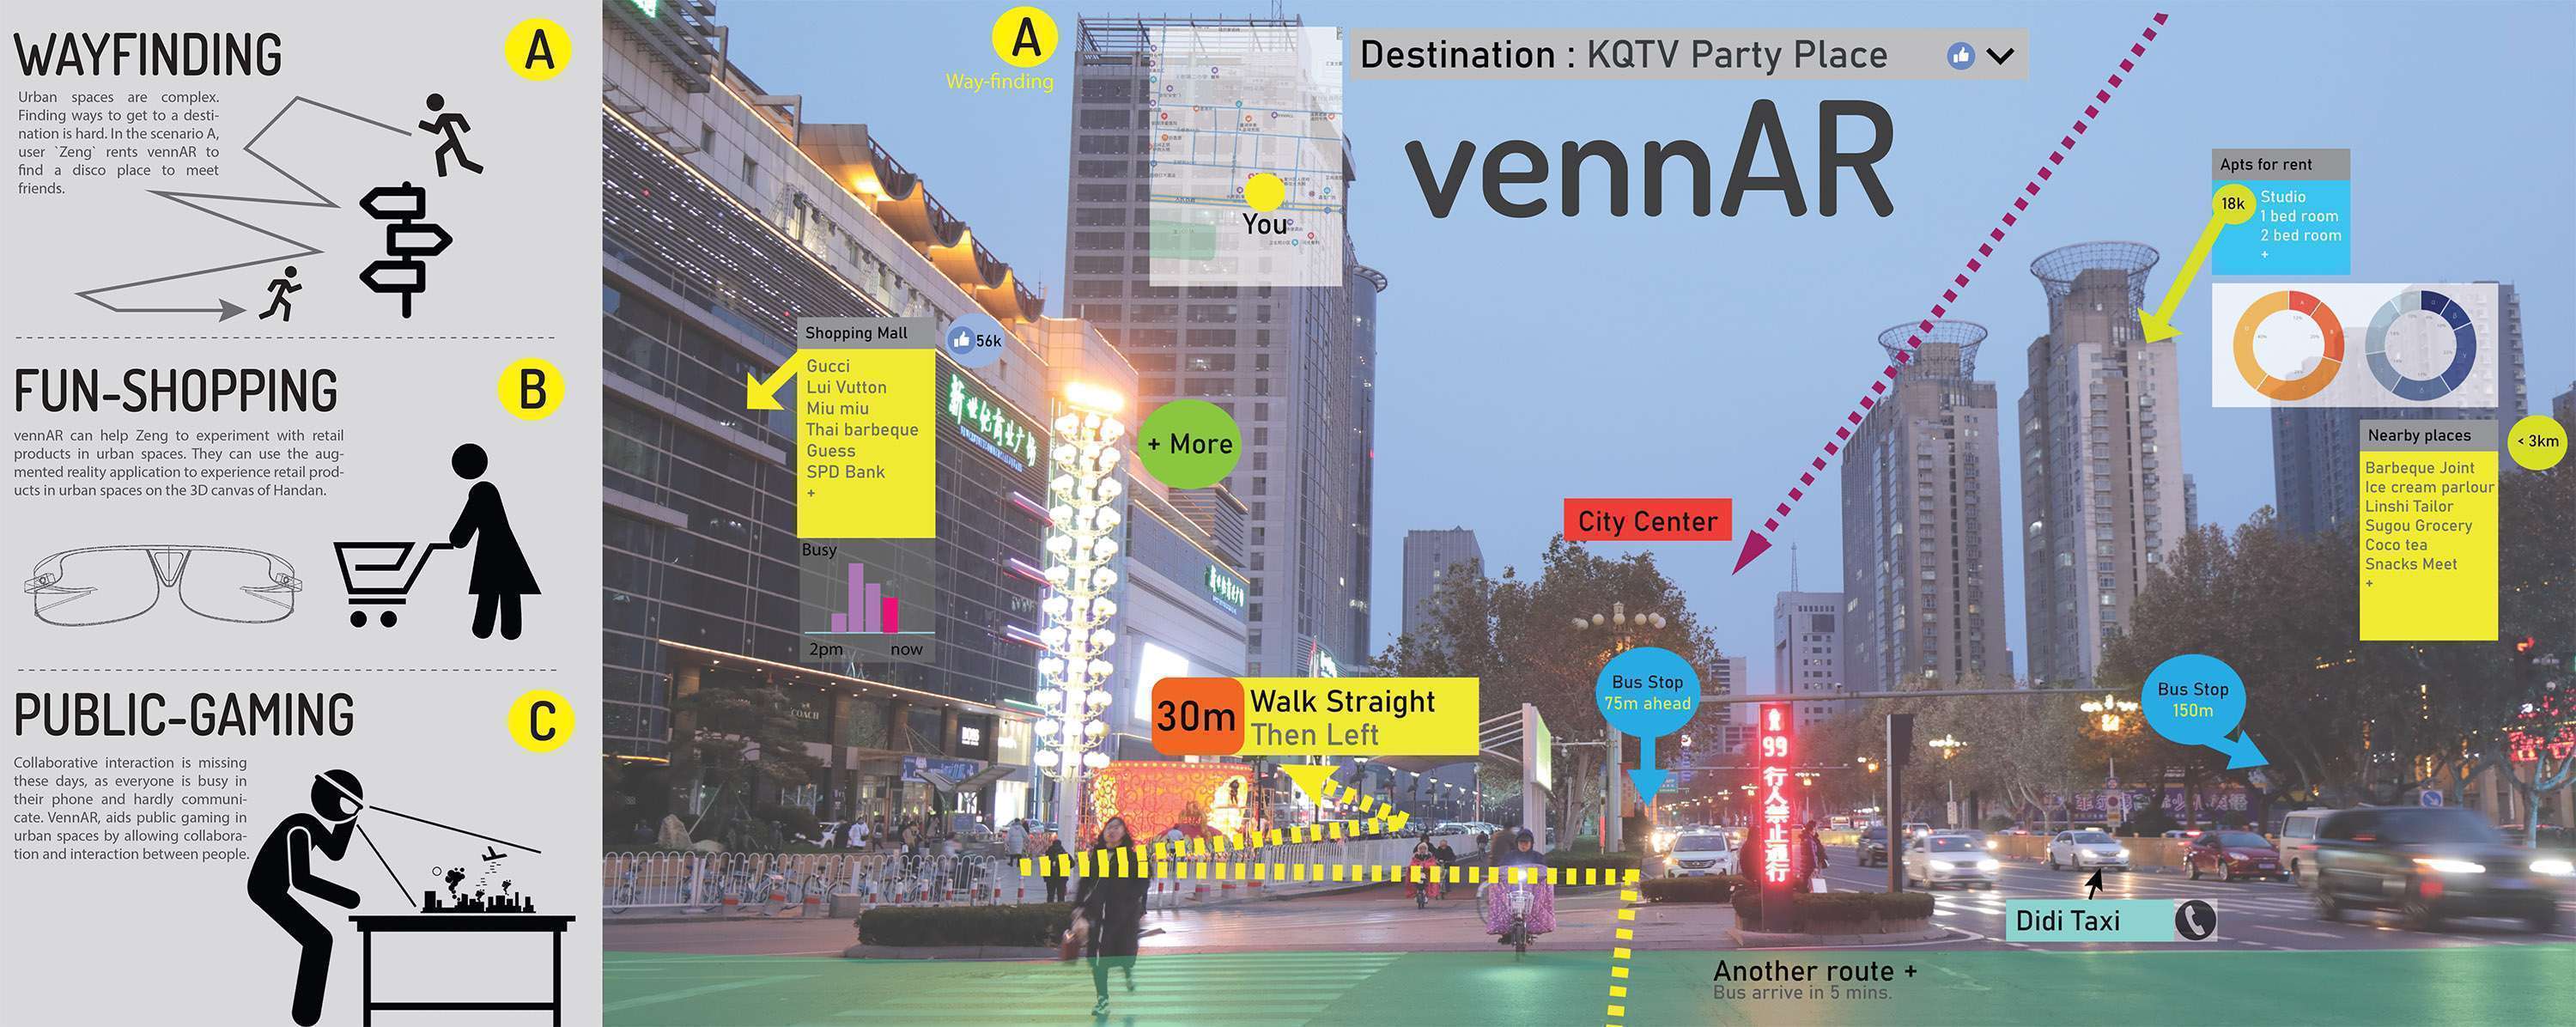 WAYFINDING
A
Urban spaces are complex.
Finding ways to get to a desti-
nation is hard. In the scenario A,
user `Zeng` rents vennAR to
find a disco place to meet
friends.
FUN-SHOPPING
B
vennAR can help Zeng to experiment with retail
products in urban spaces. They can use the aug-
mented reality application to experience retail prod-
ucts in urban spaces on the 3D canvas of Handan.
PUBLIC-GAMING
C
Collaborative interaction is missing
these days, as everyone is busy in
their phone and hardly communi-
cate. VennAR, aids public gaming in
urban spaces by allowing collabora-
tion and interaction between people.
A
Way-finding
You
Destination : KQTV Party Place
vennAR
Apts for rent
18k
Studio
1 bed room
2 bed room
+
Shopping Mall
56k
Gucci
Lui Vutton
Miu miu
Thai barbeque
Guess
SPD Bank
+
Busy
2pm now
新世纪商业广场
+ More
City Center
Nearby places
< 3km
Barbeque Joint
Ice cream parlour
Linshi Tailor
Sugou Grocery
Coco tea
Snacks Meet
+
30m
Walk Straight
Then Left
Bus Stop
75m ahead
Bus Stop
150m
COACH
BOSS
99
行人禁止通行
Didi Taxi
Another route +
Bus arrive in 5 mins.